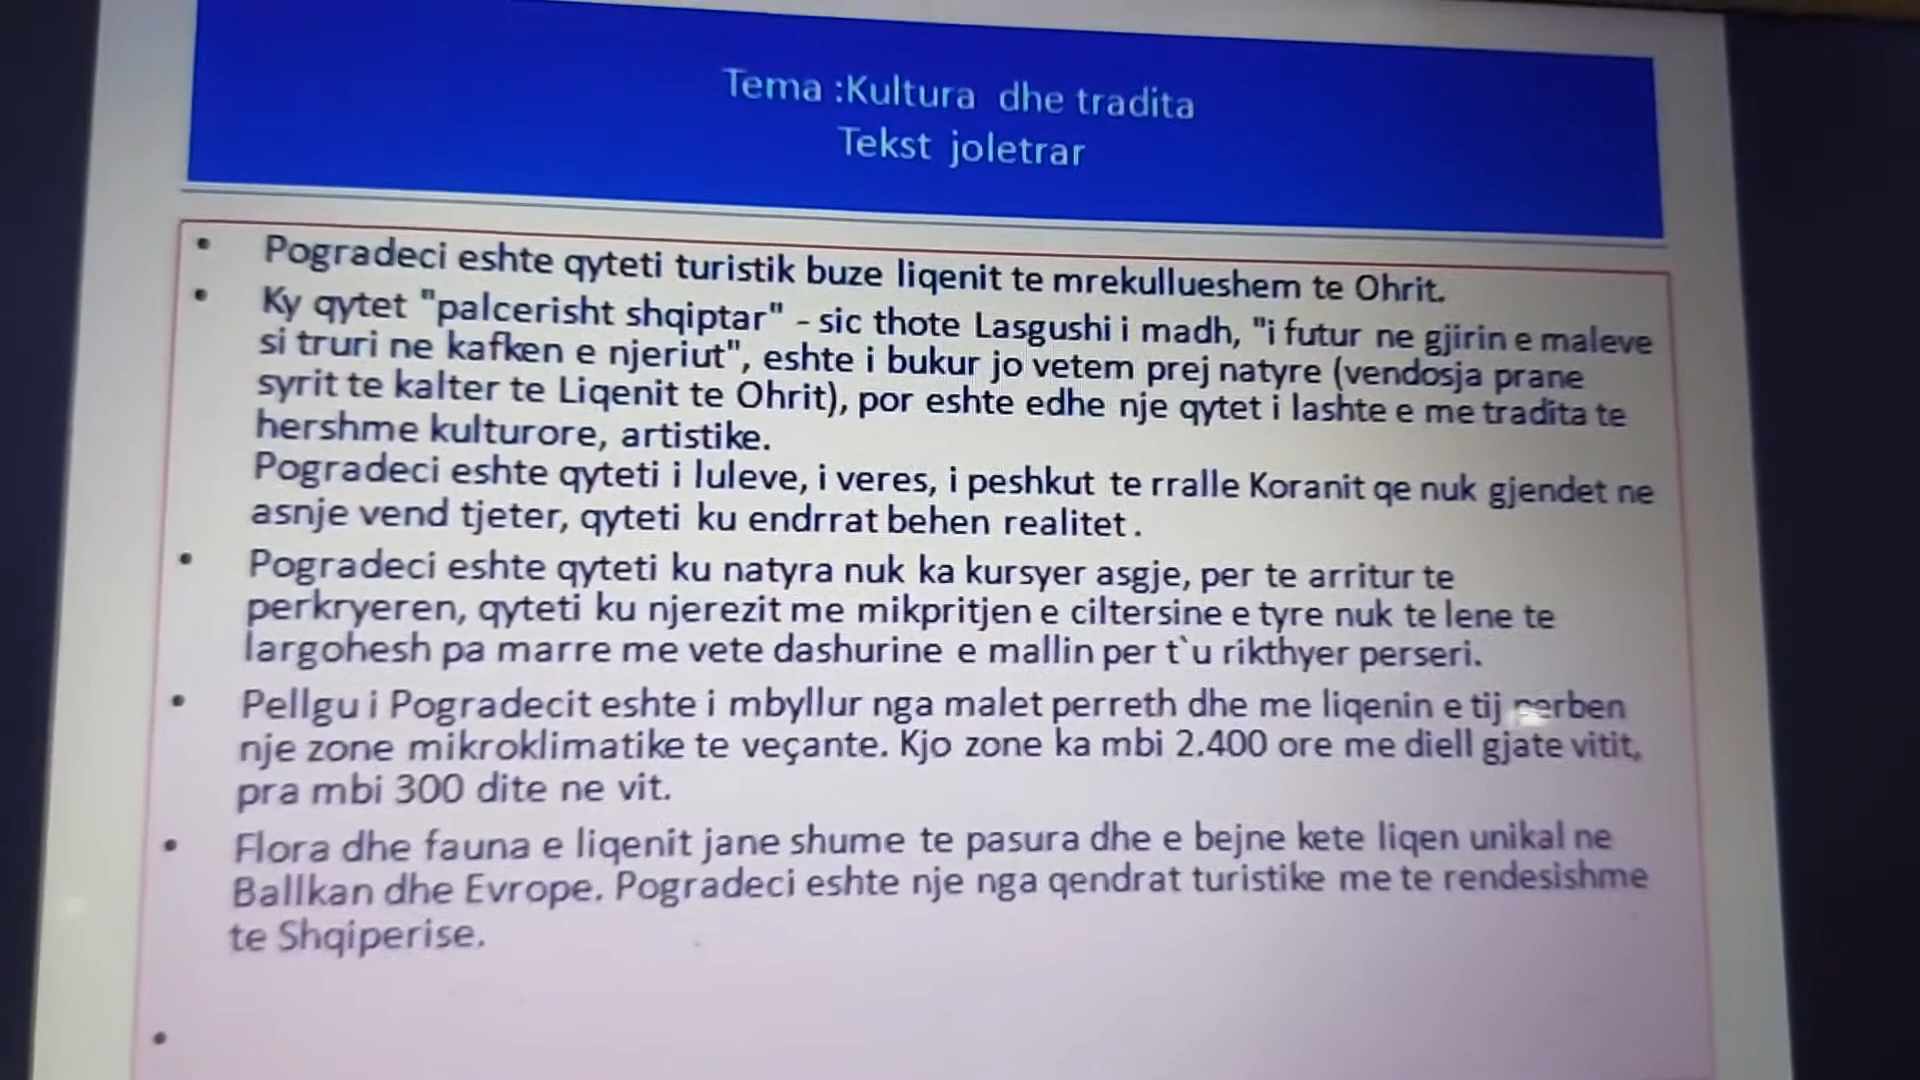 Tema :Kultura dhe tradita
Tekst joletrar
• Pogradeci eshte qyteti turistik buze liqenit te mrekullueshem te Ohrit.
• Ky qytet "palcerisht shqiptar" - sic thote Lasgushi i madh, "i futur ne gjirin e maleve
si truri ne kafken e njeriut", eshte i bukur jo vetem prej natyre (vendosja prane
syrit te kalter te Liqenit te Ohrit), por eshte edhe nje qytet i lashte e me tradita te
hershme kulturore, artistike.
Pogradeci eshte qyteti i luleve, i veres, i peshkut te rralle Koranit qe nuk gjendet ne
asnje vend tjeter, qyteti ku endrrat behen realitet.
• Pogradeci eshte qyteti ku natyra nuk ka kursyer asgje, per te arritur te
perkryeren, qyteti ku njerezit me mikpritjen e ciltersine e tyre nuk te lene te
largohesh pa marre me vete dashurine e mallin per t`u rikthyer perseri.
• Pellgu i Pogradecit eshte i mbyllur nga malet perreth dhe me liqenin e tij perben
nje zone mikroklimatike te veçante. Kjo zone ka mbi 2.400 ore me diell gjate vitit,
pra mbi 300 dite ne vit.
• Flora dhe fauna e liqenit jane shume te pasura dhe e bejne kete liqen unikal ne
Ballkan dhe Evrope. Pogradeci eshte nje nga qendrat turistike me te rendesishme
te Shqiperise.
•